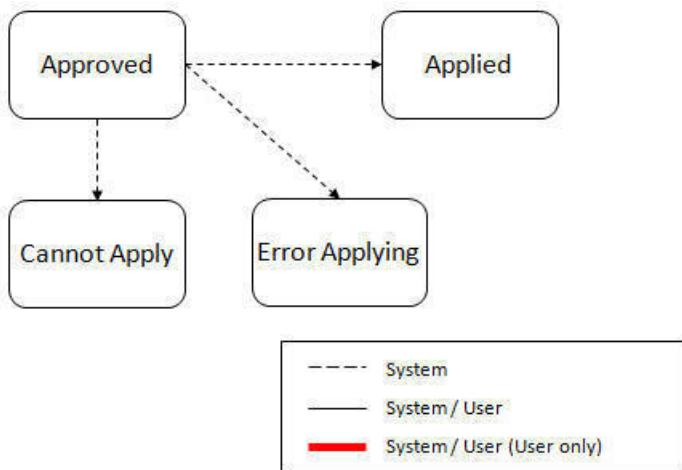 Approved
Applied
Cannot Apply
Error Applying
System
System / User
System / User (User only)